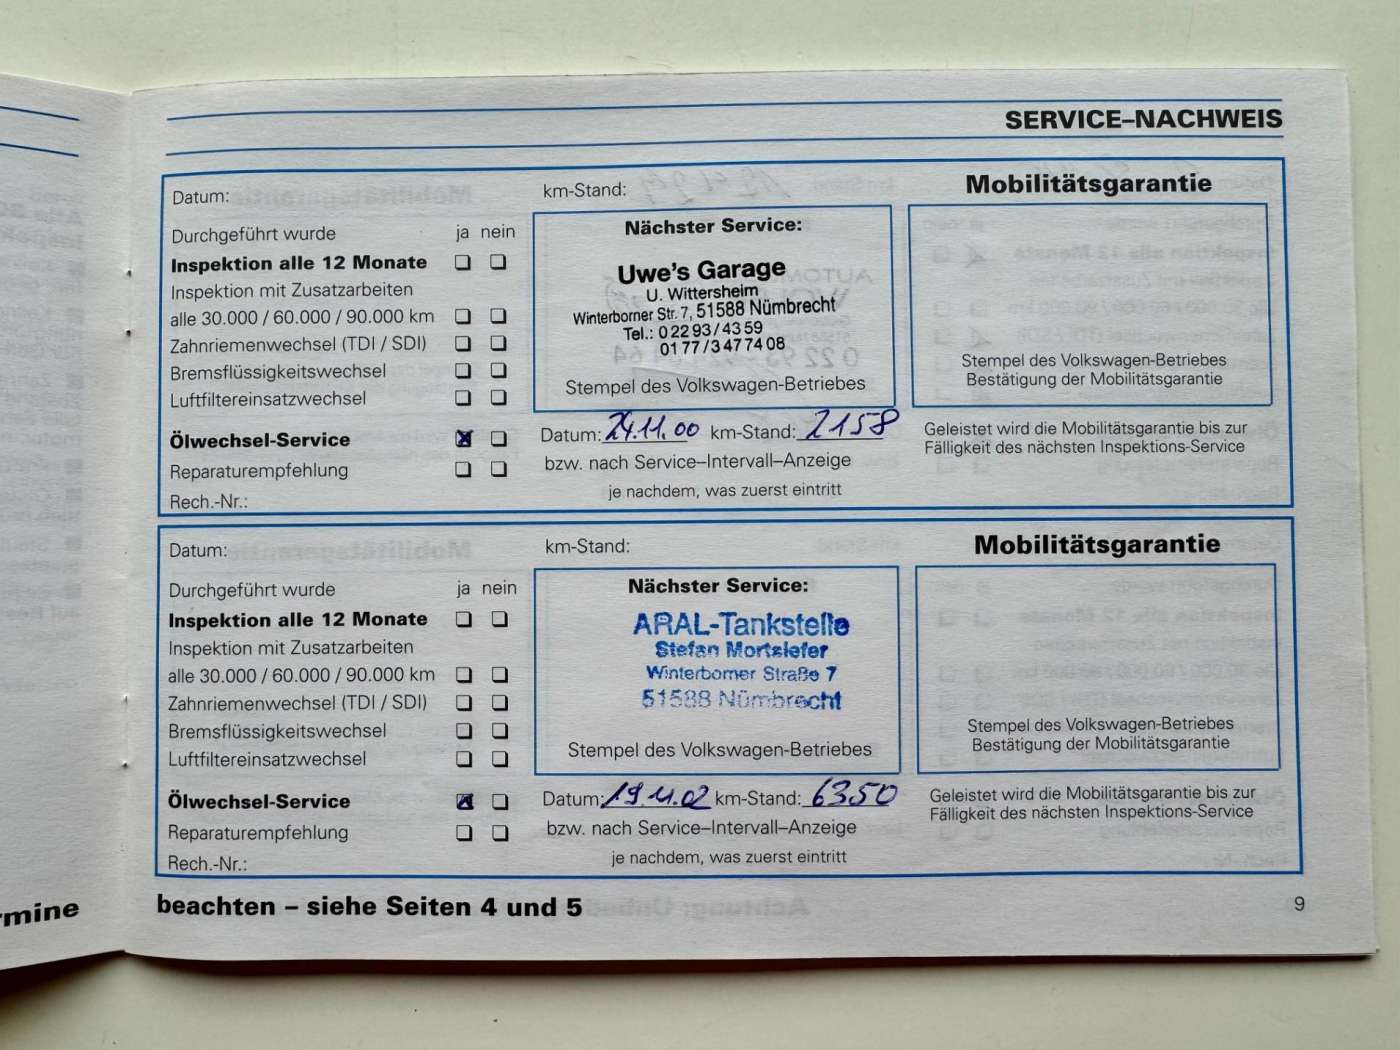 SERVICE–NACHWEIS
Datum:
km-Stand:
Mobilitätsgarantie
Durchgeführt wurde ja nein
Inspektion alle 12 Monate
Inspektion mit Zusatzarbeiten
alle 30.000 / 60.000 / 90.000 km
Zahnriemenwechsel (TDI / SDI)
Bremsflüssigkeitswechsel
Luftfiltereinsatzwechsel
Ölwechsel-Service
Reparaturempfehlung
Rech.-Nr.:
Nächster Service:
Uwe's Garage
U. Wittersheim
Winterborner Str. 7, 51588 Nümbrecht
Tel.: 0 22 93 / 43 59
01 77 / 3 47 74 08
Stempel des Volkswagen-Betriebes
Datum: 24.11.00 km-Stand: 2158
bzw. nach Service–Intervall–Anzeige
je nachdem, was zuerst eintritt
Stempel des Volkswagen-Betriebes
Bestätigung der Mobilitätsgarantie
Geleistet wird die Mobilitätsgarantie bis zur
Fälligkeit des nächsten Inspektions-Service
Datum:
km-Stand:
Mobilitätsgarantie
Durchgeführt wurde ja nein
Inspektion alle 12 Monate
Inspektion mit Zusatzarbeiten
alle 30.000 / 60.000 / 90.000 km
Zahnriemenwechsel (TDI / SDI)
Bremsflüssigkeitswechsel
Luftfiltereinsatzwechsel
Ölwechsel-Service
Reparaturempfehlung
Rech.-Nr.:
Nächster Service:
ARAL-Tankstelle
Stefan Mortsiefer
Winterborner Straße 7
51588 Nümbrecht
Stempel des Volkswagen-Betriebes
Datum: 19.11.02 km-Stand: 6350
bzw. nach Service–Intervall–Anzeige
je nachdem, was zuerst eintritt
Stempel des Volkswagen-Betriebes
Bestätigung der Mobilitätsgarantie
Geleistet wird die Mobilitätsgarantie bis zur
Fälligkeit des nächsten Inspektions-Service
rmine
beachten – siehe Seiten 4 und 5
9